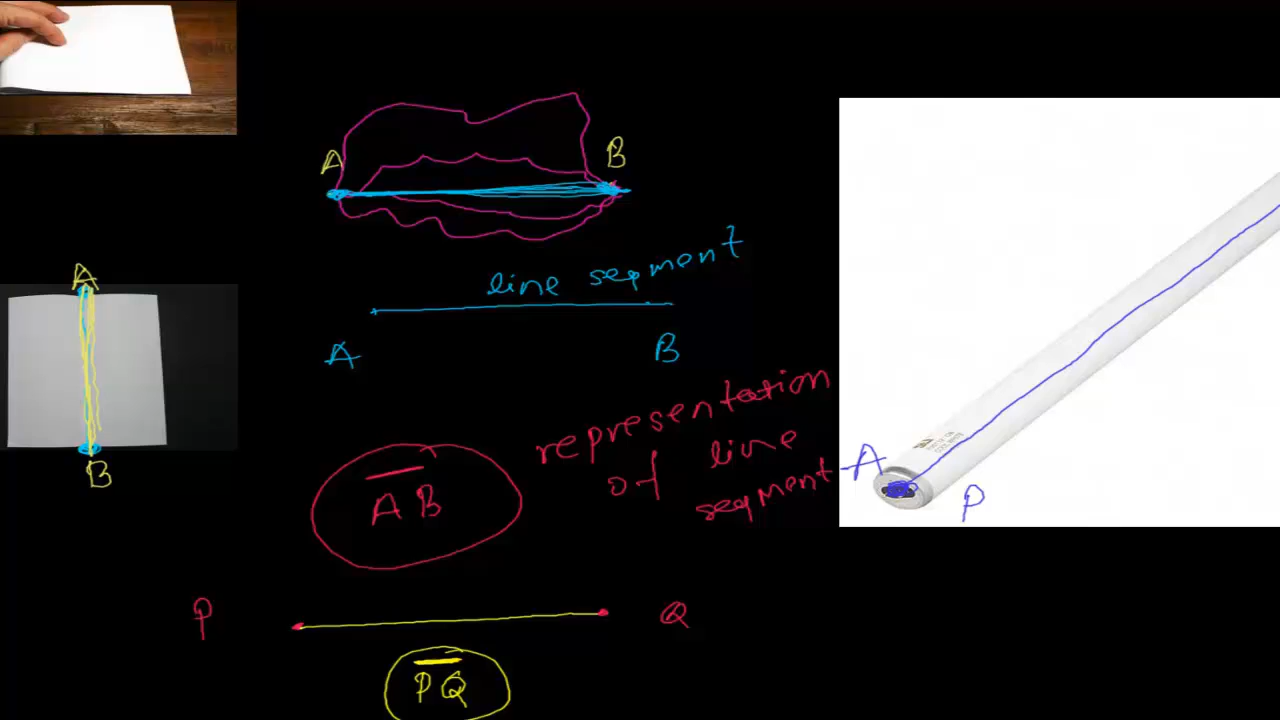 A
B
line segment
A
B
A
B
representation
of line
segment
AB
A
P
P
Q
PQ